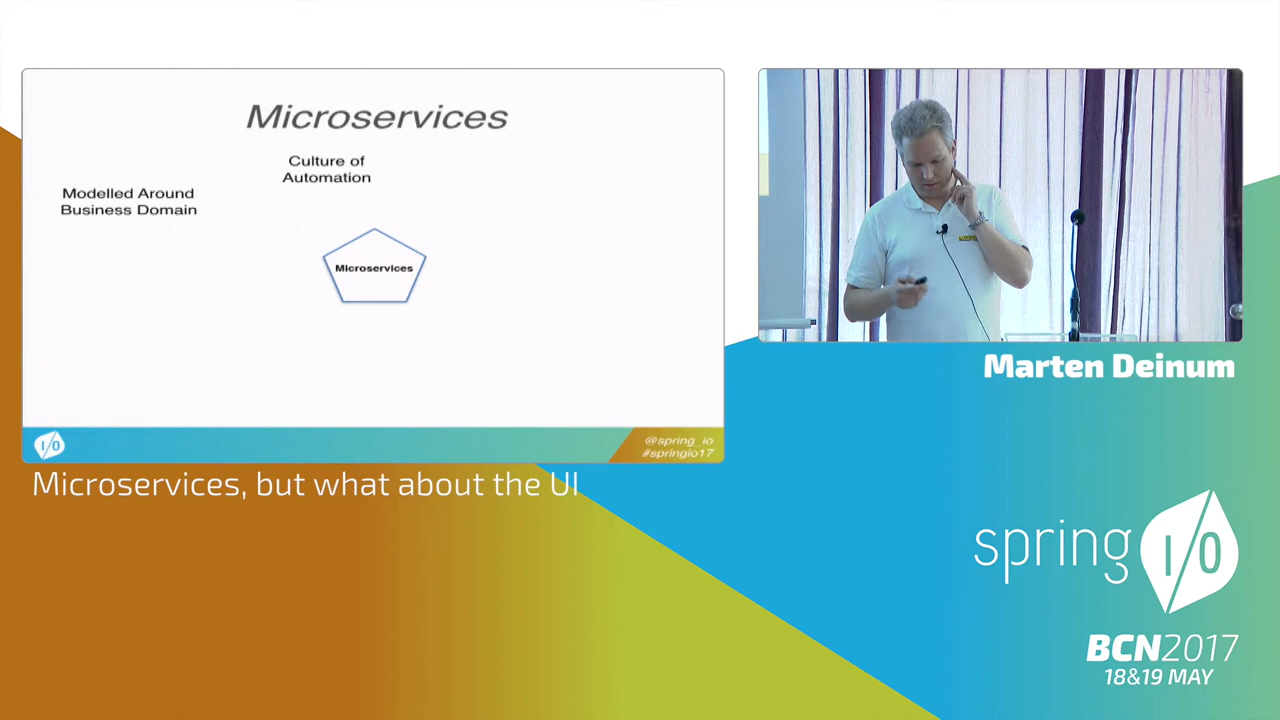 Microservices
Culture of
Automation
Modelled Around
Business Domain
Microservices
I/O
@spring_io
#springio17
Marten Deinum
Microservices, but what about the UI
spring I/O
BCN2017
18&19 MAY